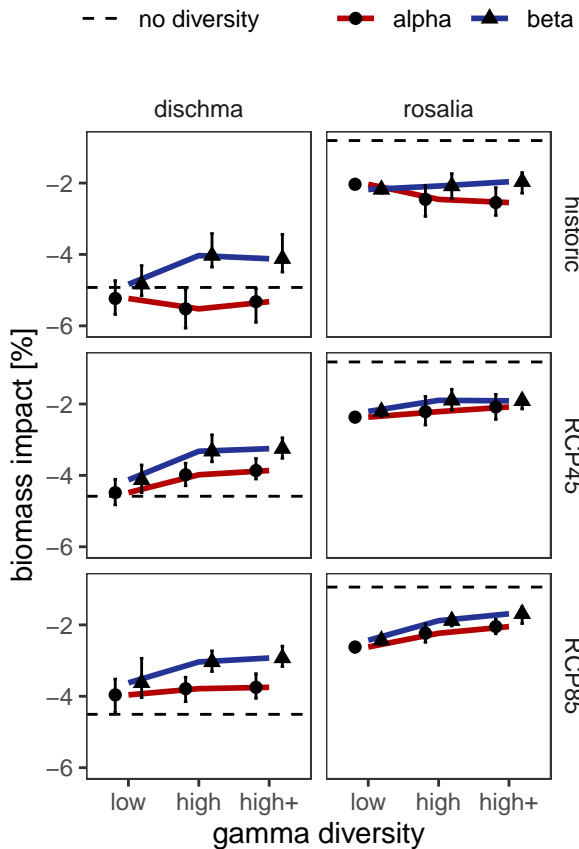 no diversity alpha beta
dischma rosalia
historic
−2
−4
−6
RCP45
−2
−4
−6
RCP85
−2
−4
−6
biomass impact [%]
low high high+ low high high+
gamma diversity